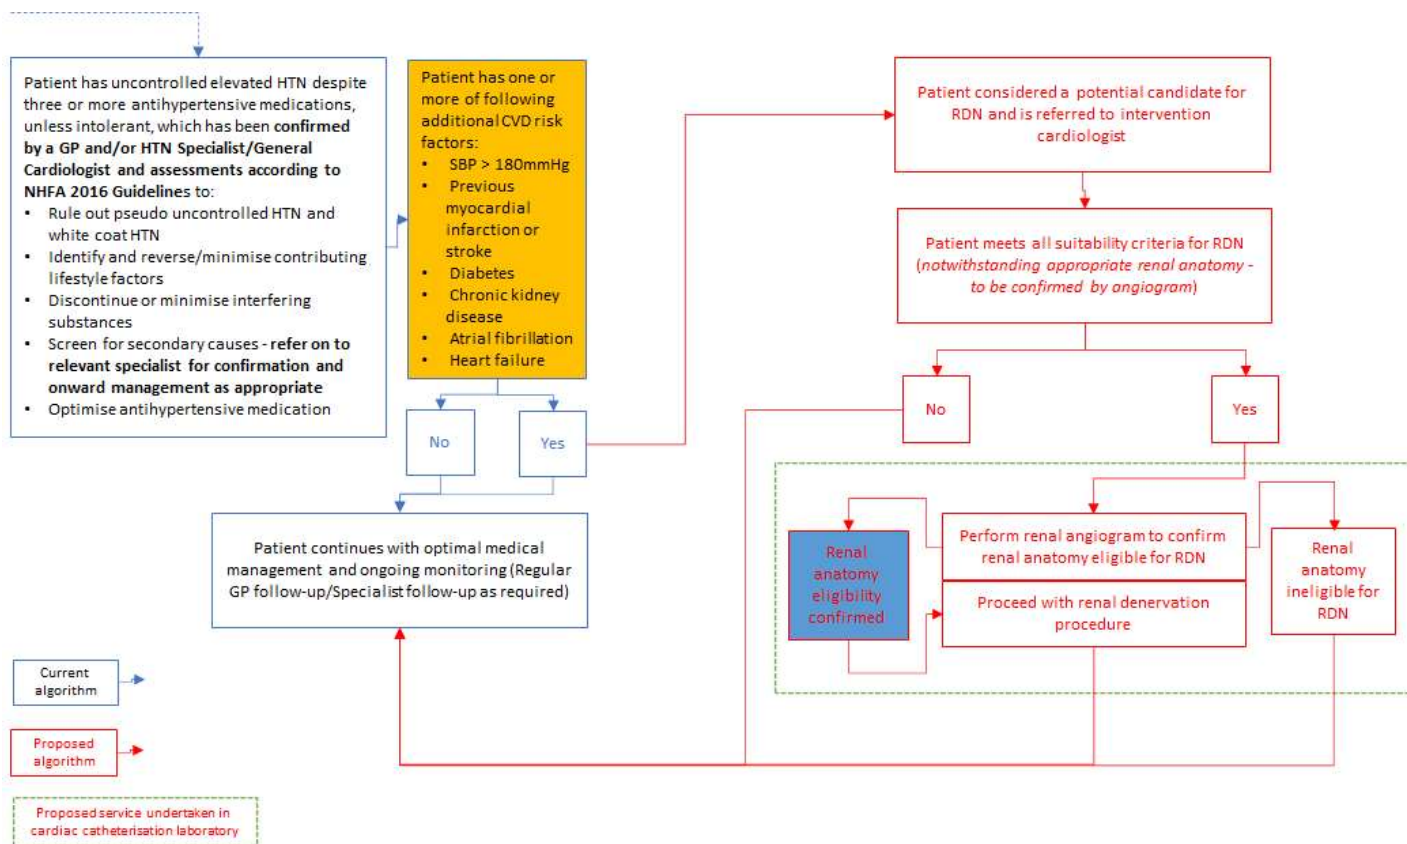 Patient has uncontrolled elevated HTN despite
three or more antihypertensive medications,
unless intolerant, which has been confirmed
by a GP and/or HTN Specialist/General
Cardiologist and assessments according to
NHFA 2016 Guidelines to:
• Rule out pseudo uncontrolled HTN and
white coat HTN
• Identify and reverse/minimise contributing
lifestyle factors
• Discontinue or minimise interfering
substances
• Screen for secondary causes - refer on to
relevant specialist for confirmation and
onward management as appropriate
• Optimise antihypertensive medication
Patient has one or
more of following
additional CVD risk
factors:
• SBP > 180mmHg
• Previous
myocardial
infarction or
stroke
• Diabetes
• Chronic kidney
disease
• Atrial fibrillation
• Heart failure
No
Yes
Patient continues with optimal medical
management and ongoing monitoring (Regular
GP follow-up/Specialist follow-up as required)
Patient considered a potential candidate for
RDN and is referred to intervention
cardiologist
Patient meets all suitability criteria for RDN
(notwithstanding appropriate renal anatomy -
to be confirmed by angiogram)
No
Yes
Renal
anatomy
eligibility
confirmed
Perform renal angiogram to confirm
renal anatomy eligible for RDN
Proceed with renal denervation
procedure
Renal
anatomy
ineligible for
RDN
Current
algorithm
Proposed
algorithm
Proposed service undertaken in
cardiac catheterisation laboratory